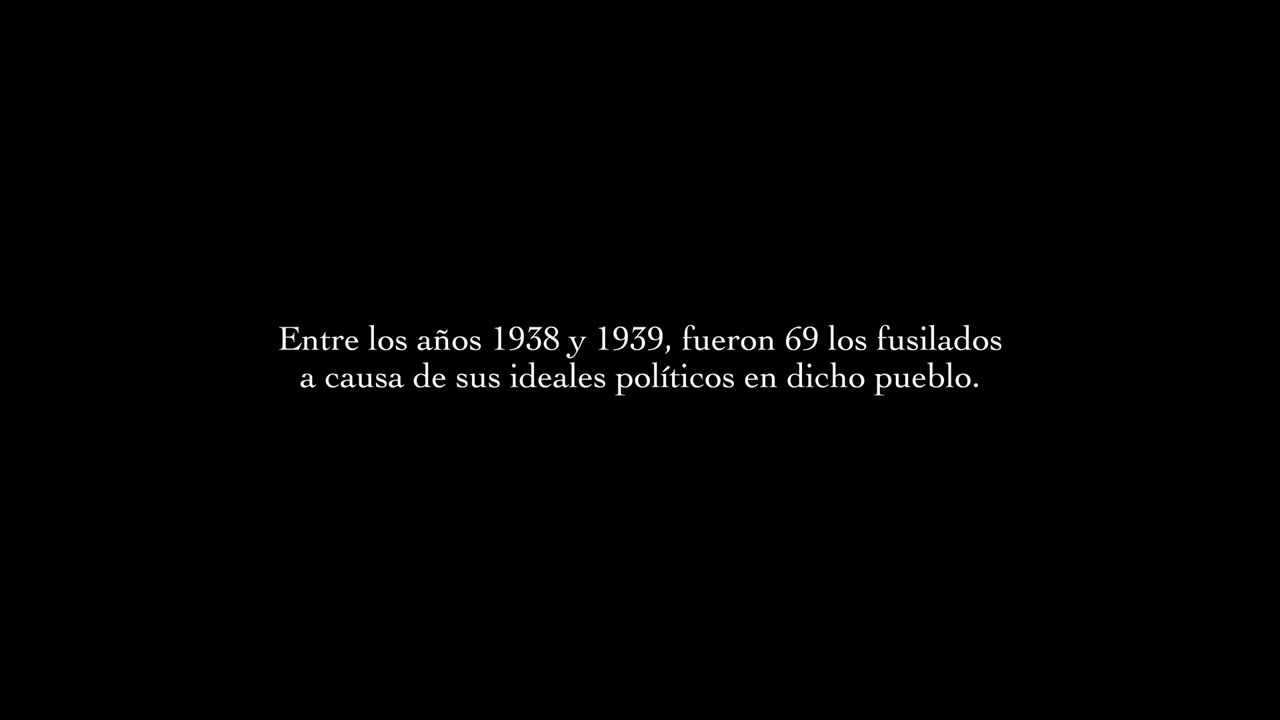 Entre los años 1938 y 1939, fueron 69 los fusilados
a causa de sus ideales políticos en dicho pueblo.